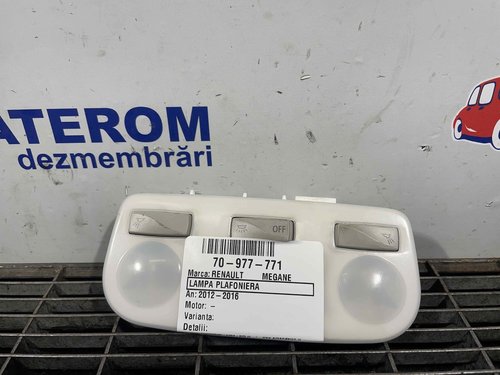 ATEROM
dezmembrări
OFF
70-977-771
Marca: RENAULT MEGANE
LAMPA PLAFONIERA
An: 2012-2016
Motor: -
Varianta:
Detalii: